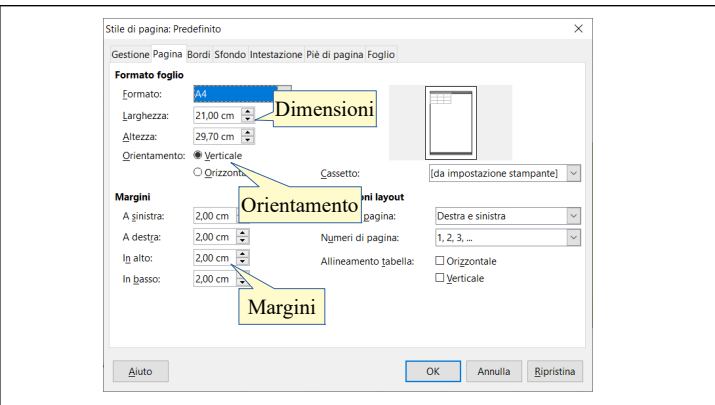 Stile di pagina: Predefinito
Gestione Pagina Bordi Sfondo Intestazione Piè di pagina Foglio
Formato foglio
Formato: A4
Larghezza: 21,00 cm
Dimensioni
Altezza: 29,70 cm
Orientamento: Verticale
Cassetto: [da impostazione stampante]
Margini
Orientamento
layout
A sinistra: 2,00 cm
pagina: Destra e sinistra
A destra: 2,00 cm
Numeri di pagina: 1, 2, 3, ...
In alto: 2,00 cm
Allineamento tabella: Orizzontale
In basso: 2,00 cm
Verticale
Margini
Aiuto OK Annulla Ripristina